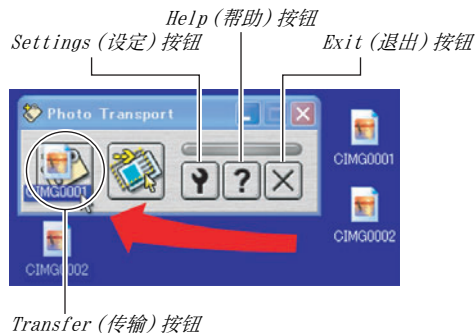 Help (帮助) 按钮
Settings (设定) 按钮
Exit (退出) 按钮
Photo Transport
CIMG0001
CIMG0001
CIMG0002
CIMG0002
Transfer (传输) 按钮